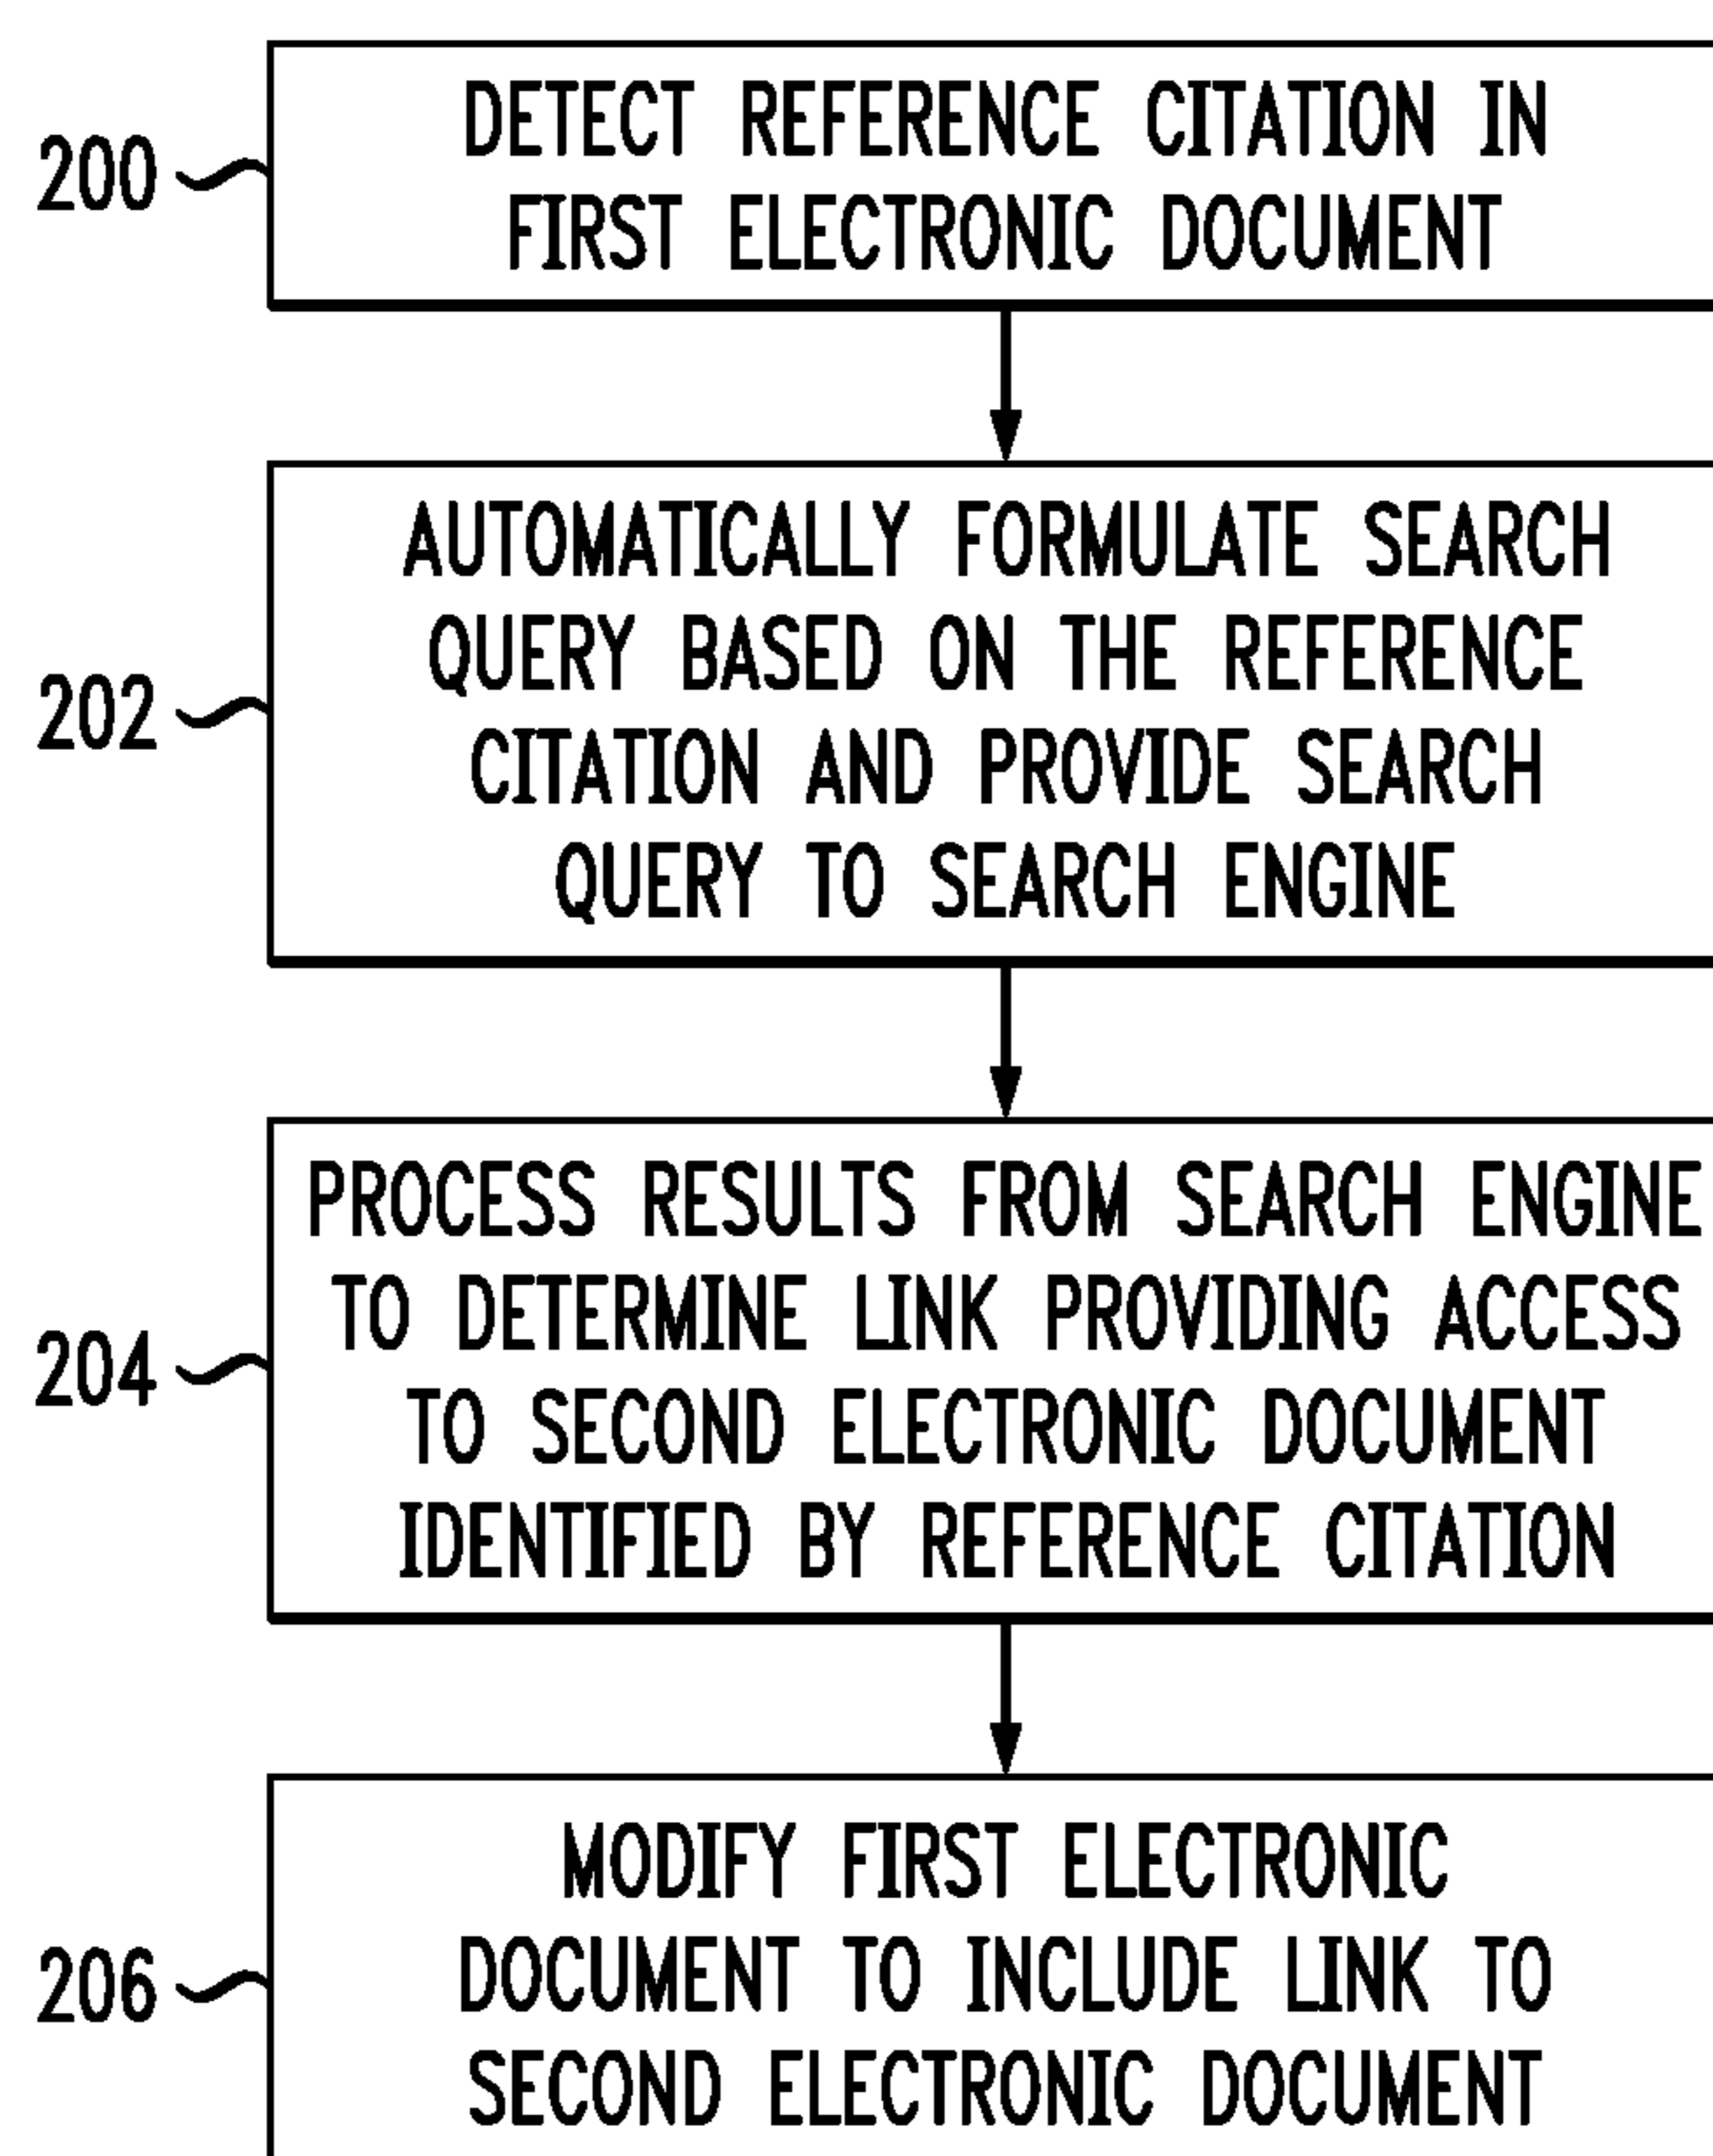 DETECT REFERENCE CITATION IN
200
FIRST ELECTRONIC DOCUMENT
AUTOMATICALLY FORMULATE SEARCH
QUERY BASED ON THE REFERENCE
202
CITATION AND PROVIDE SEARCH
QUERY TO SEARCH ENGINE
PROCESS RESULTS FROM SEARCH ENGINE
TO DETERMINE LINK PROVIDING ACCESS
204
TO SECOND ELECTRONIC DOCUMENT
IDENTIFIED BY REFERENCE CITATION
MODIFY FIRST ELECTRONIC
206
DOCUMENT TO INCLUDE LINK TO
SECOND ELECTRONIC DOCUMENT